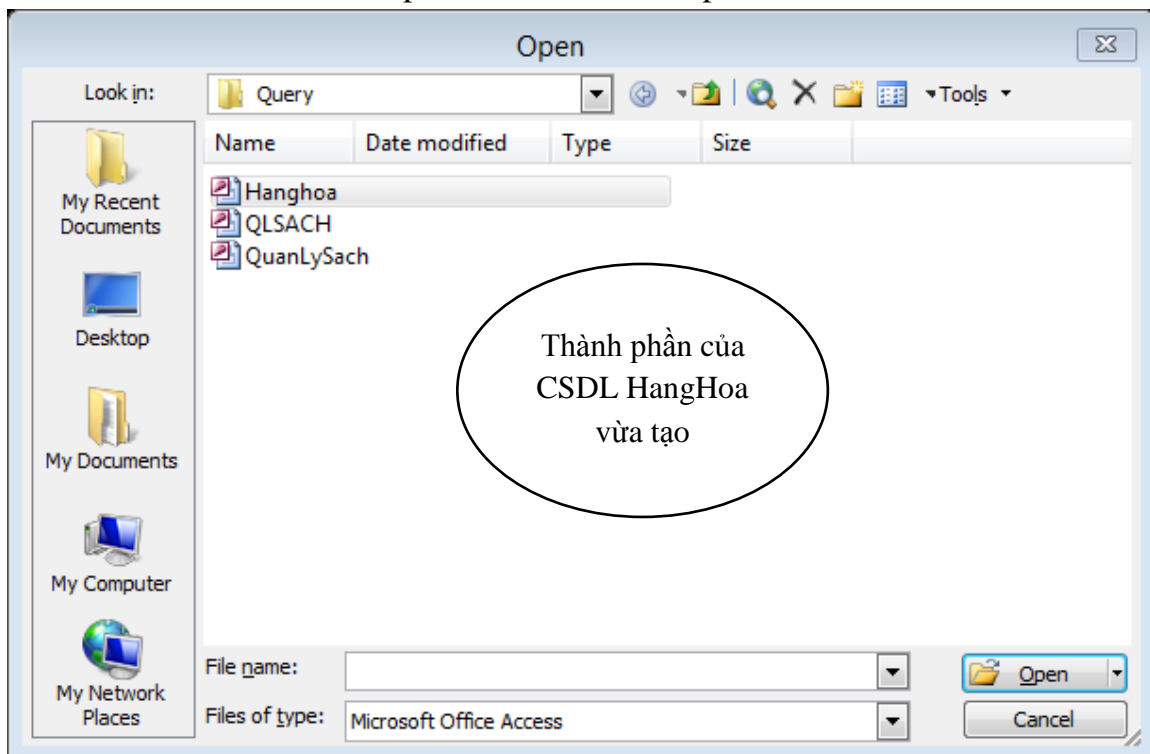 Open
Look in:
Query
Tools
Name
Date modified
Type
Size
My Recent
Documents
Desktop
My Documents
My Computer
My Network
Places
Hanghoa
QLSACH
QuanLySach
Thành phần của
CSDL HangHoa
vừa tạo
File name:
Open
Files of type:
Microsoft Office Access
Cancel